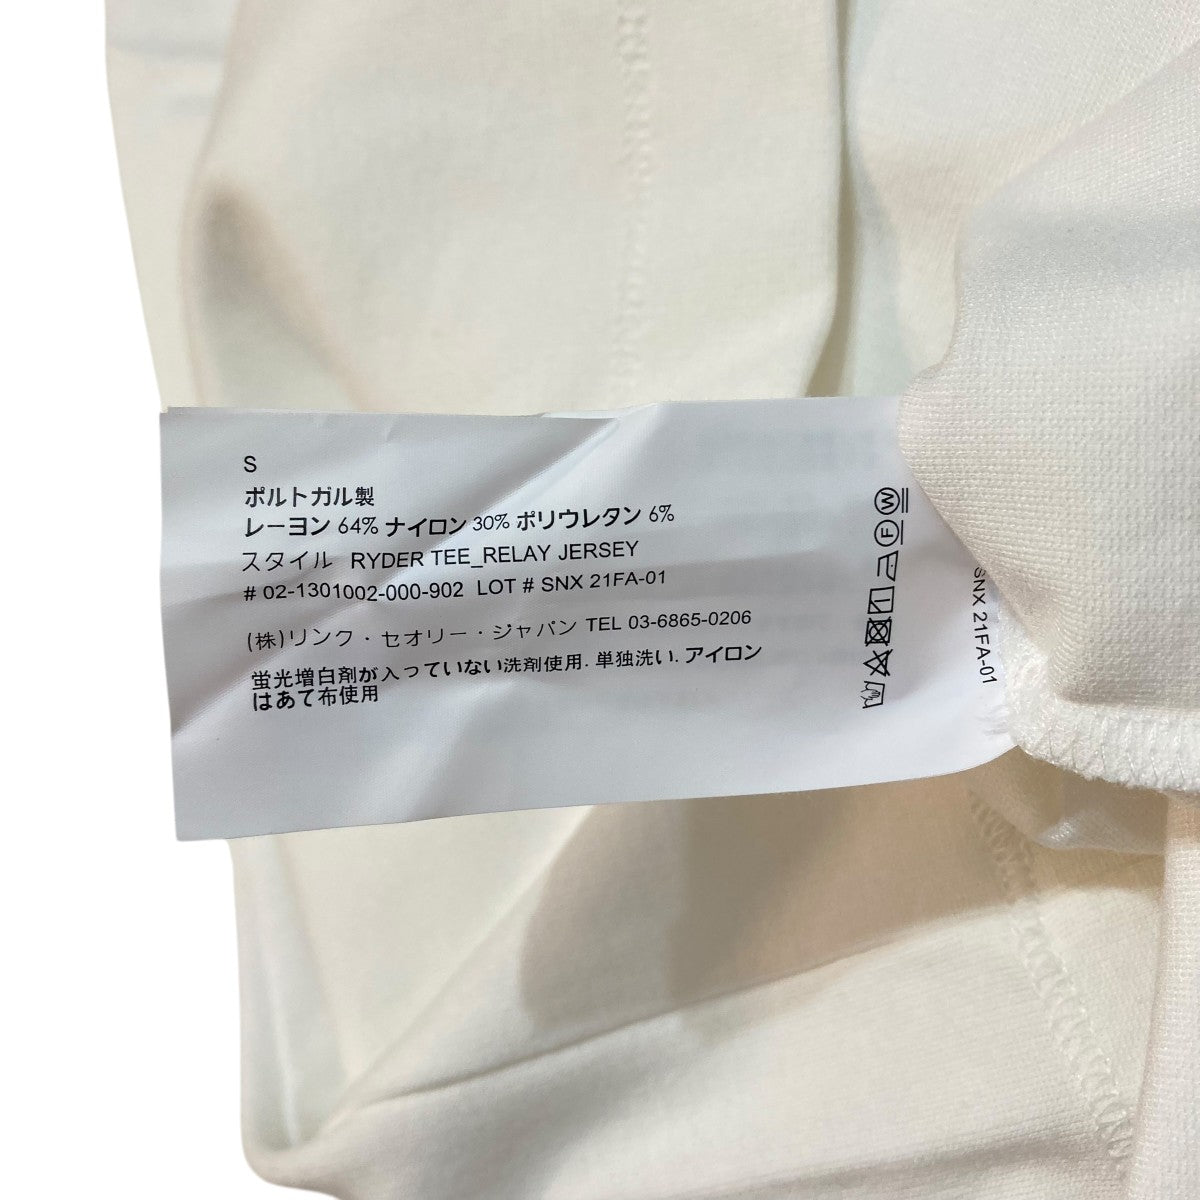 S
ポルトガル製
レーヨン 64% ナイロン 30% ポリウレタン 6%
スタイル RYDER TEE_RELAY JERSEY
# 02-1301002-000-902 LOT # SNX 21FA-01
(株)リンク・セオリー・ジャパン TEL 03-6865-0206
蛍光増白剤が入っていない洗剤使用. 単独洗い. アイロン
はあて布使用
W
F
SNX 21FA-01